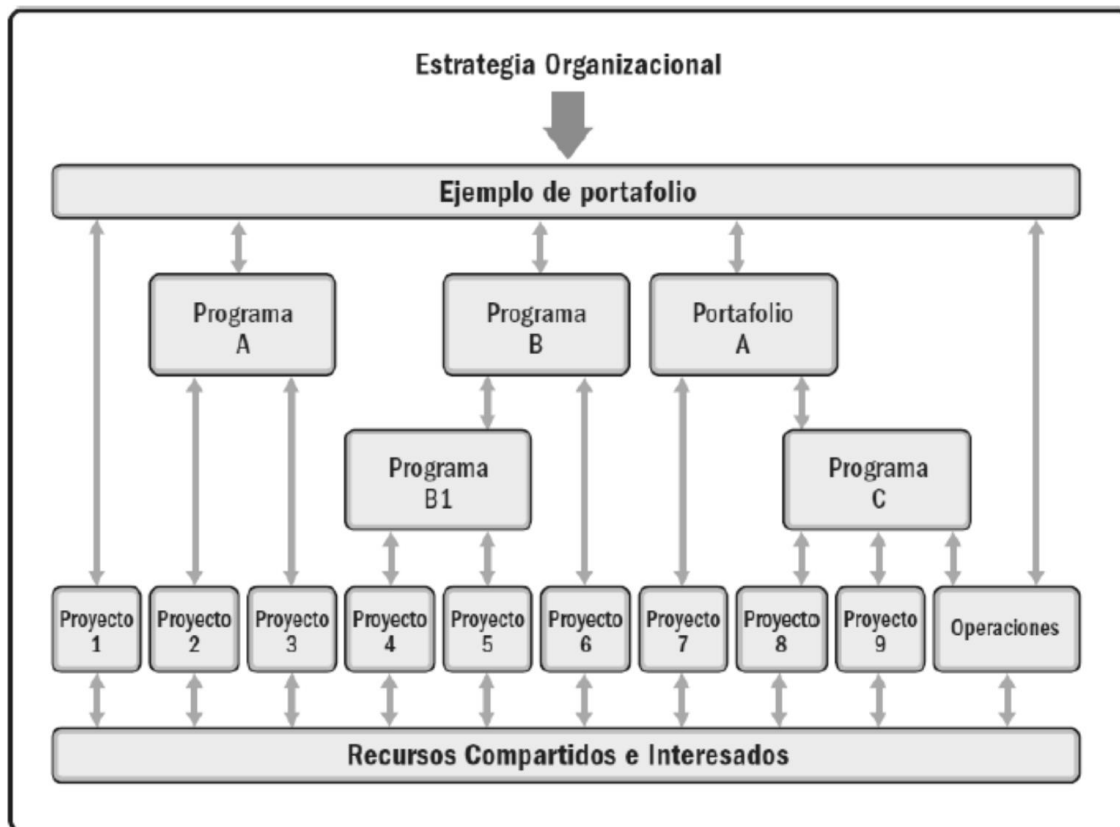 Estrategia Organizacional
Ejemplo de portafolio
Programa
A
Programa
B
Portafolio
A
Programa
B1
Programa
C
Proyecto
1
Proyecto
2
Proyecto
3
Proyecto
4
Proyecto
5
Proyecto
6
Proyecto
7
Proyecto
8
Proyecto
9
Operaciones
Recursos Compartidos e Interesados